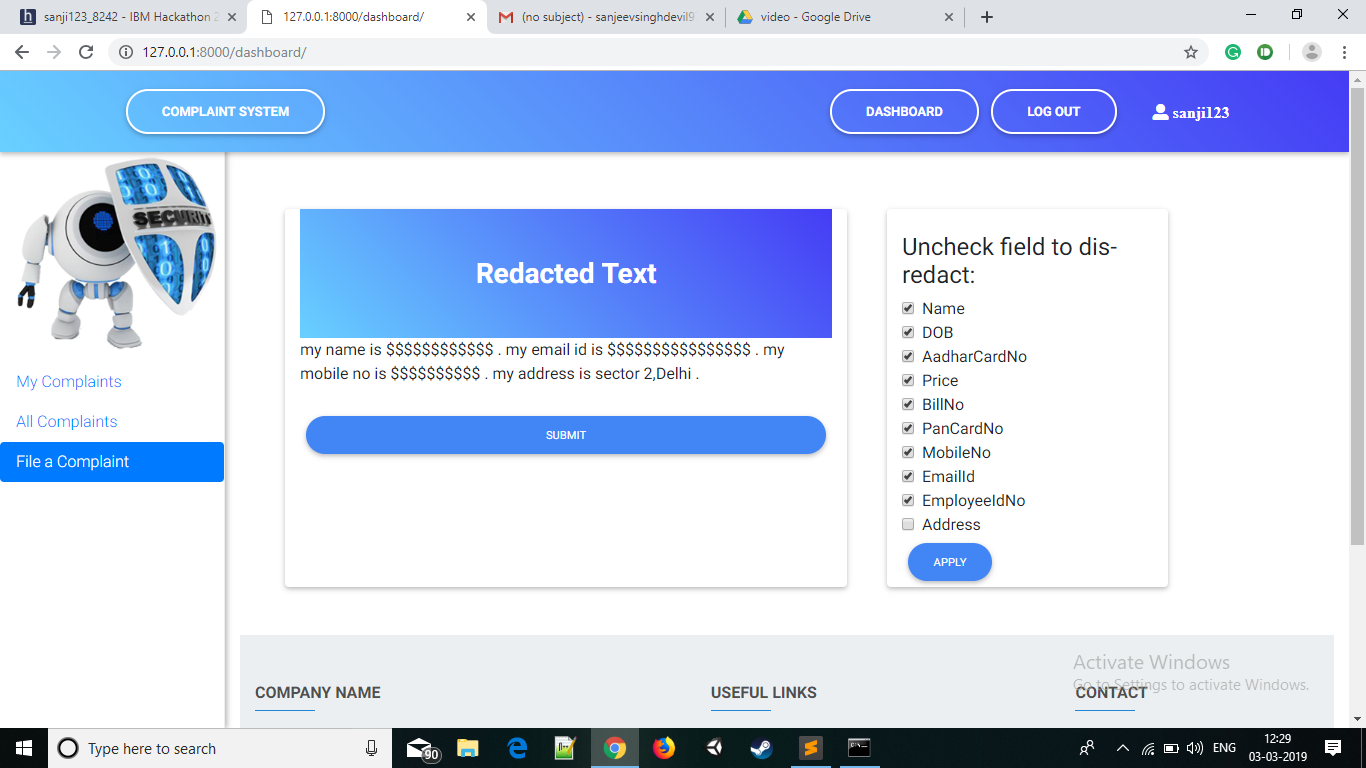 sanji123_8242 - IBM Hackathon 2
127.0.0.1:8000/dashboard/
(no subject) - sanjeevsinghdevil9
video - Google Drive
127.0.0.1:8000/dashboard/
COMPLAINT SYSTEM
DASHBOARD
LOG OUT
sanji123
SECURITY
My Complaints
All Complaints
File a Complaint
Redacted Text
my name is $$$$$$$$$$$$ . my email id is $$$$$$$$$$$$$$$$ . my
mobile no is $$$$$$$$$$ . my address is sector 2,Delhi .
SUBMIT
Uncheck field to dis-
redact:
Name
DOB
AadharCardNo
Price
BillNo
PanCardNo
MobileNo
EmailId
EmployeeIdNo
Address
APPLY
COMPANY NAME
USEFUL LINKS
CONTACT
Activate Windows
Go to Settings to activate Windows.
Type here to search
90
ENG
12:29
03-03-2019